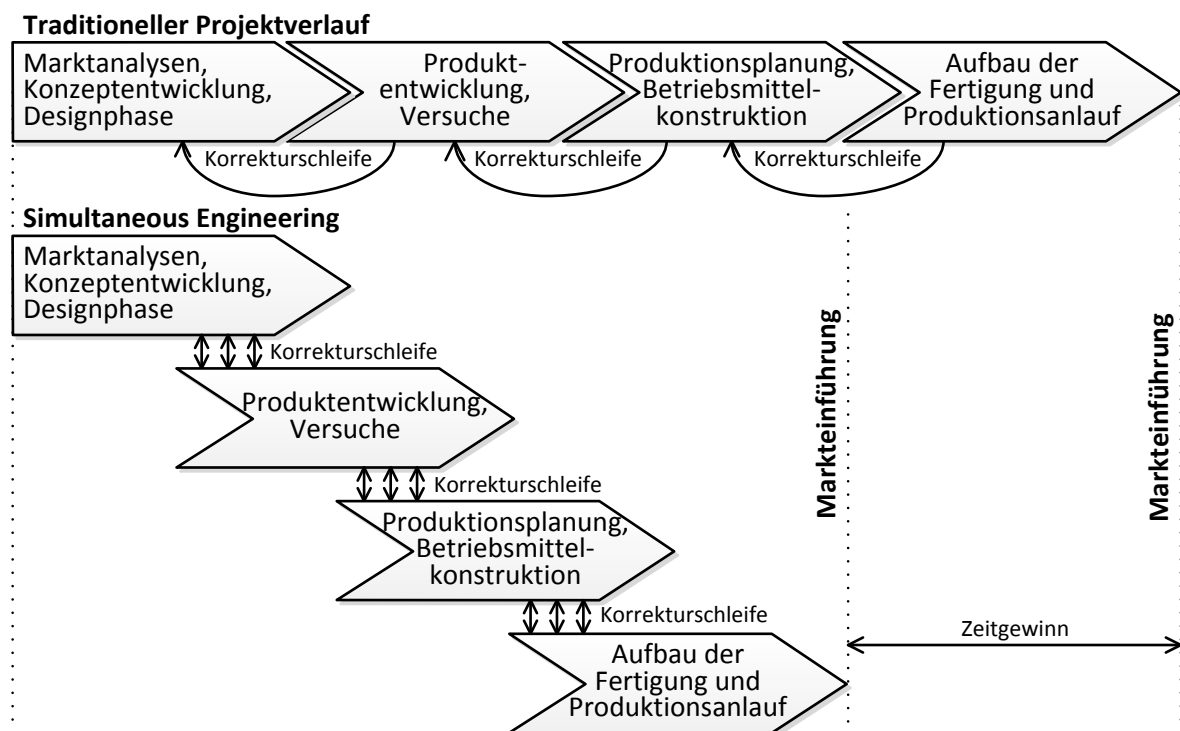 Traditioneller Projektverlauf
Marktanalysen,
Konzeptentwicklung,
Designphase
Produkt-
entwicklung,
Versuche
Produktionsplanung,
Betriebsmittel-
konstruktion
Aufbau der
Fertigung und
Produktionsanlauf
Korrekturschleife
Korrekturschleife
Korrekturschleife
Simultaneous Engineering
Marktanalysen,
Konzeptentwicklung,
Designphase
Korrekturschleife
Produktentwicklung,
Versuche
Korrekturschleife
Produktionsplanung,
Betriebsmittel-
konstruktion
Korrekturschleife
Aufbau der
Fertigung und
Produktionsanlauf
Markteinführung
Markteinführung
Zeitgewinn